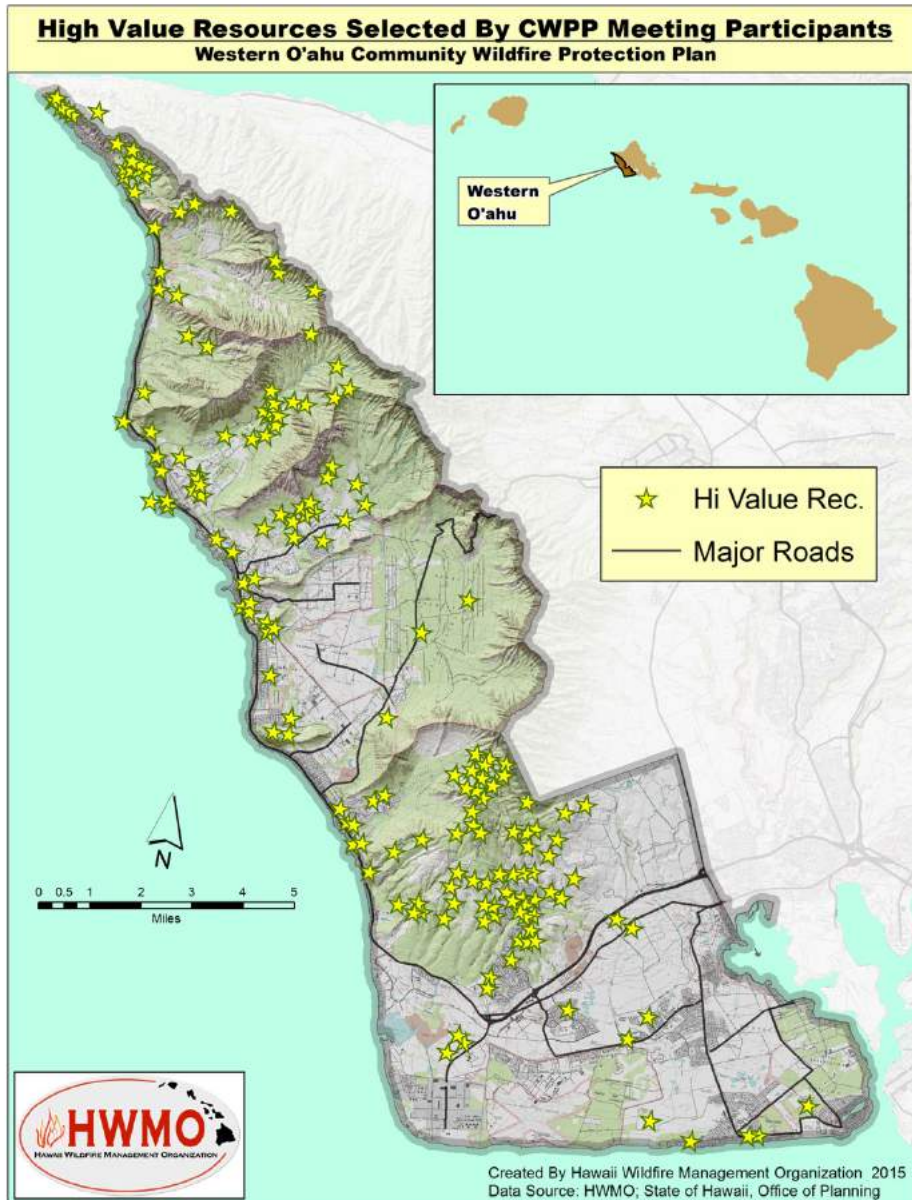 High Value Resources Selected By CWPP Meeting Participants
Western O'ahu Community Wildfire Protection Plan
Western
O'ahu
Hi Value Rec.
Major Roads
N
0 0.5 1 2 3 4 5
Miles
HWMO
HAWAII WILDFIRE MANAGEMENT ORGANIZATION
Created By Hawaii Wildfire Management Organization 2015
Data Source: HWMO; State of Hawaii, Office of Planning